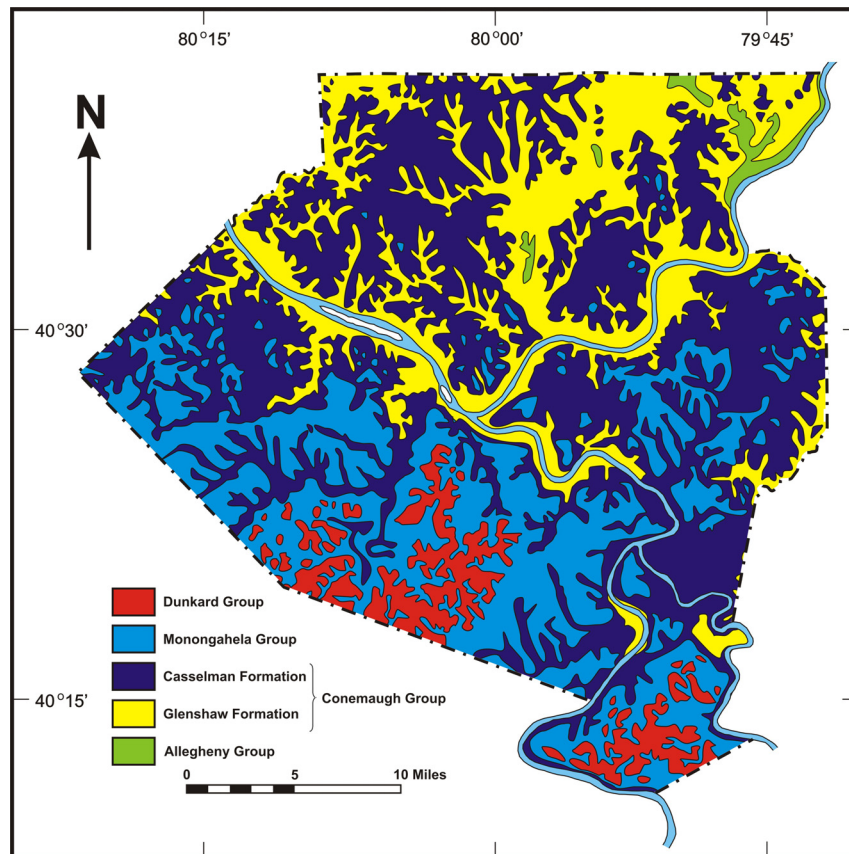 80°15’ 80°00’ 79°45’
N
40°30’
Dunkard Group
Monongahela Group
Casselman Formation
Conemaugh Group
Glenshaw Formation
40°15’
Allegheny Group
0 5 10 Miles